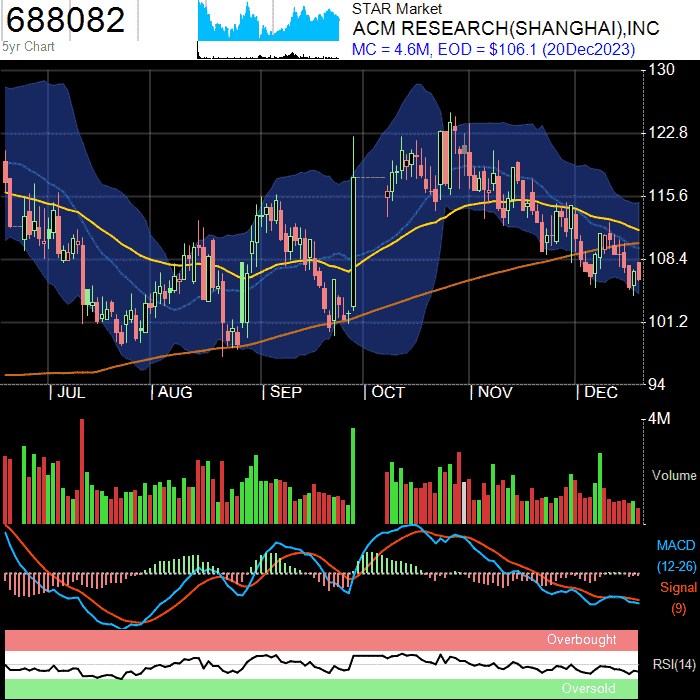 688082
5yr Chart
STAR Market
ACM RESEARCH(SHANGHAI),INC
MC = 4.6M, EOD = $106.1 (20Dec2023)
130
122.8
115.6
108.4
101.2
94
| JUL
| AUG
| SEP
| OCT
| NOV
| DEC
4M
Volume
MACD
(12-26)
Signal
(9)
Overbought
RSI(14)
Oversold